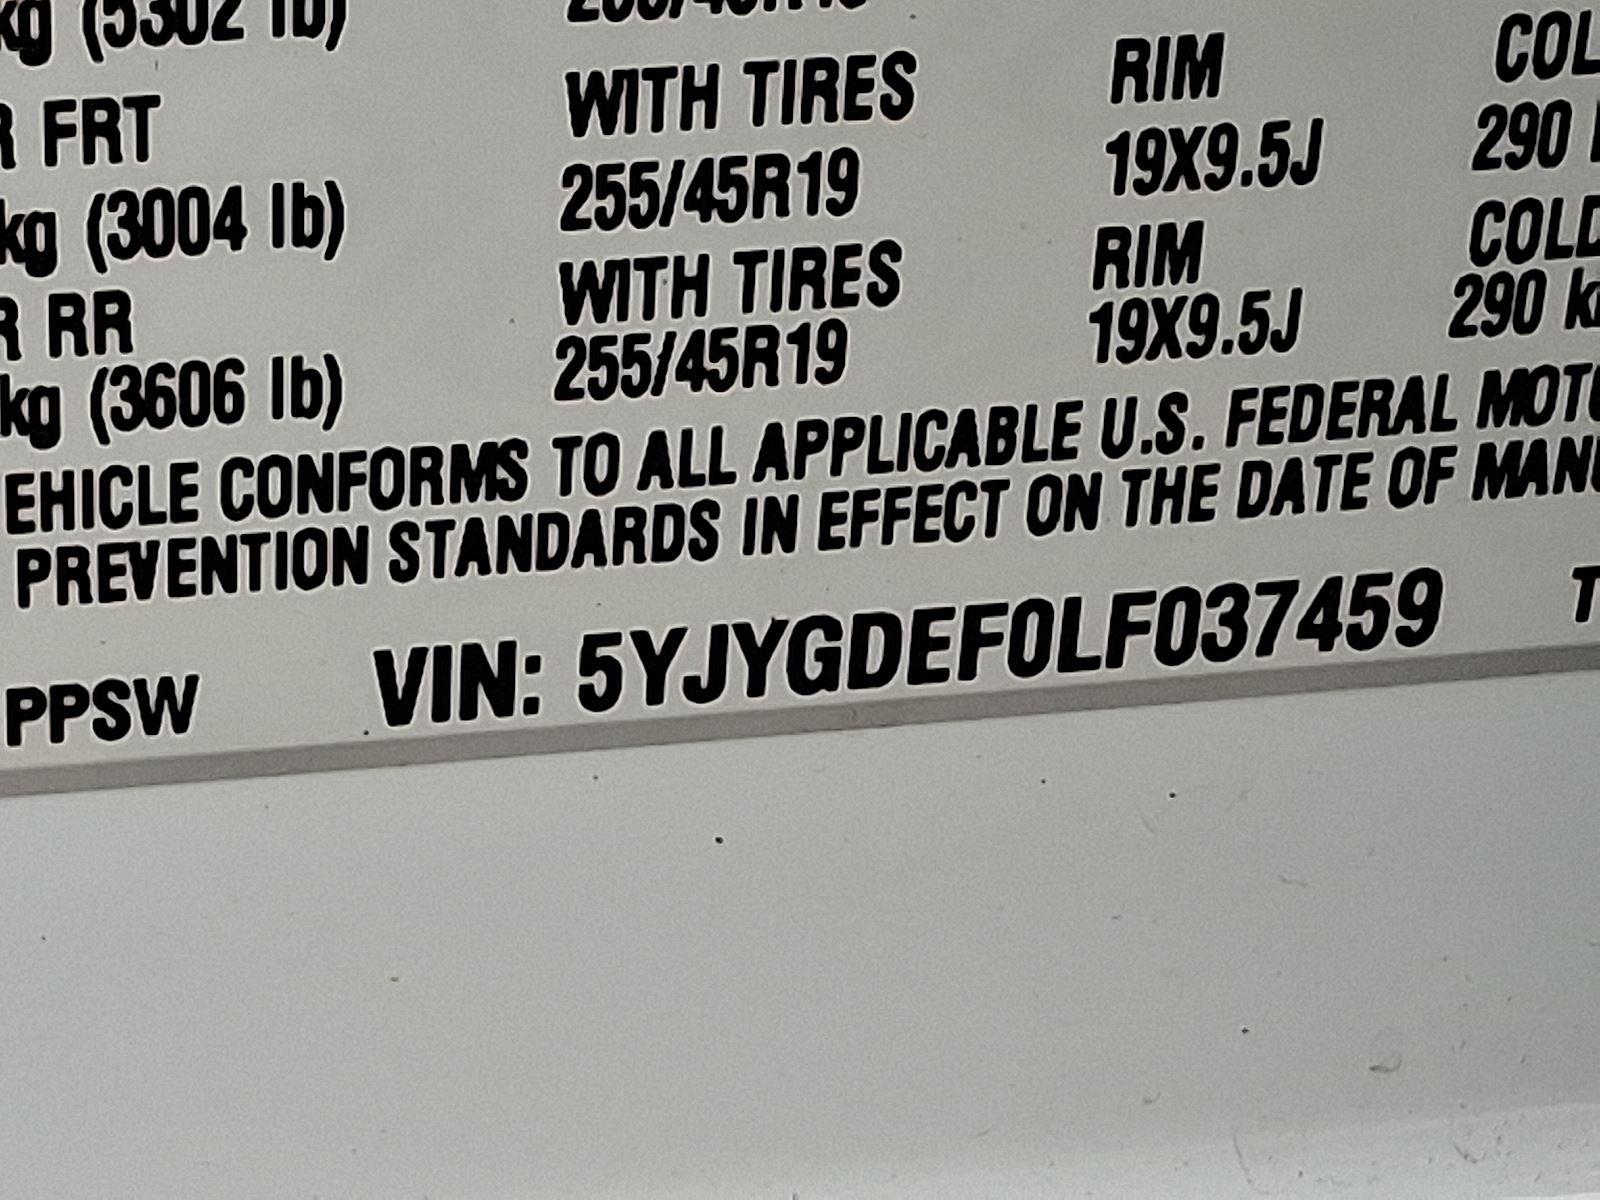 kg (5302 lb)
R FRT WITH TIRES RIM COL
kg (3004 lb) 255/45R19 19X9.5J 290
R RR WITH TIRES RIM COLD
kg (3606 lb) 255/45R19 19X9.5J 290 k
EHICLE CONFORMS TO ALL APPLICABLE U.S. FEDERAL MOTO
PREVENTION STANDARDS IN EFFECT ON THE DATE OF MANU
PPSW VIN: 5YJYGDEF0LF037459 T